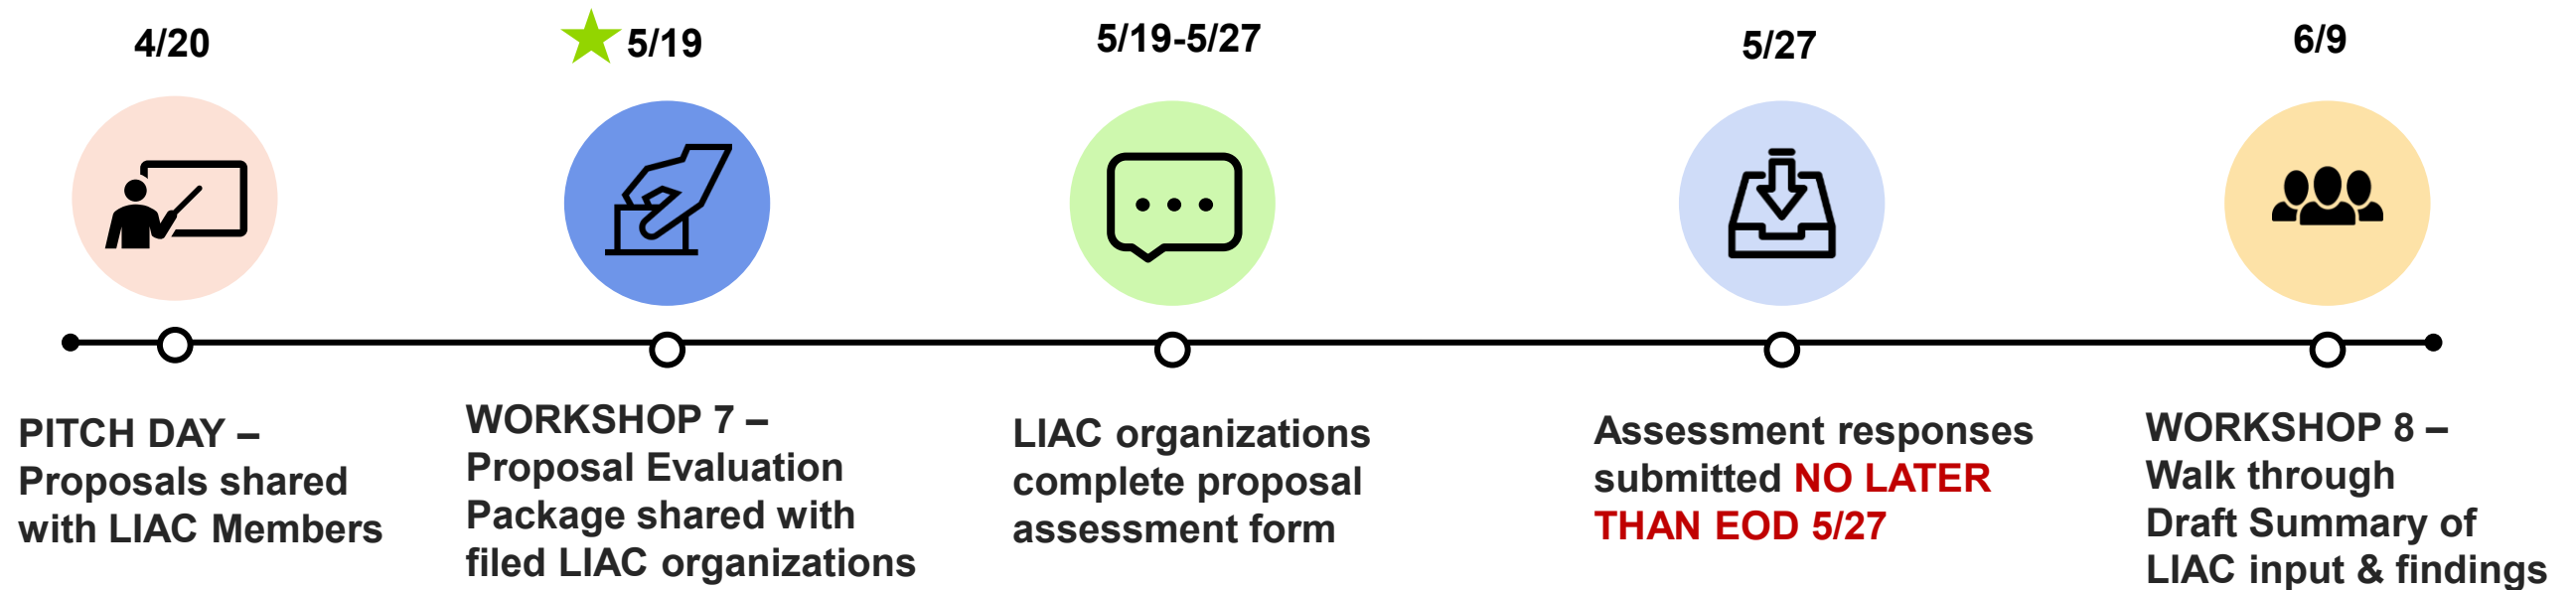 4/20
5/19
5/19-5/27
5/27
6/9
PITCH DAY –
Proposals shared
with LIAC Members
WORKSHOP 7 –
Proposal Evaluation
Package shared with
filed LIAC organizations
LIAC organizations
complete proposal
assessment form
Assessment responses
submitted NO LATER
THAN EOD 5/27
WORKSHOP 8 –
Walk through
Draft Summary of
LIAC input & findings